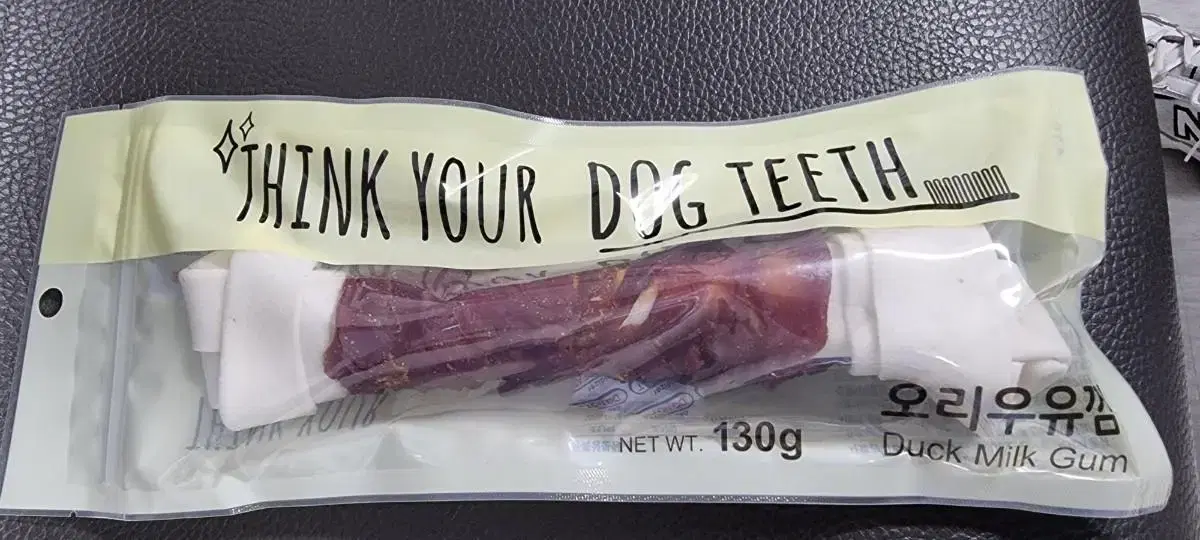 THINK YOUR DOG TEETH
NET WT. 130g
오리우유껌
Duck Milk Gum